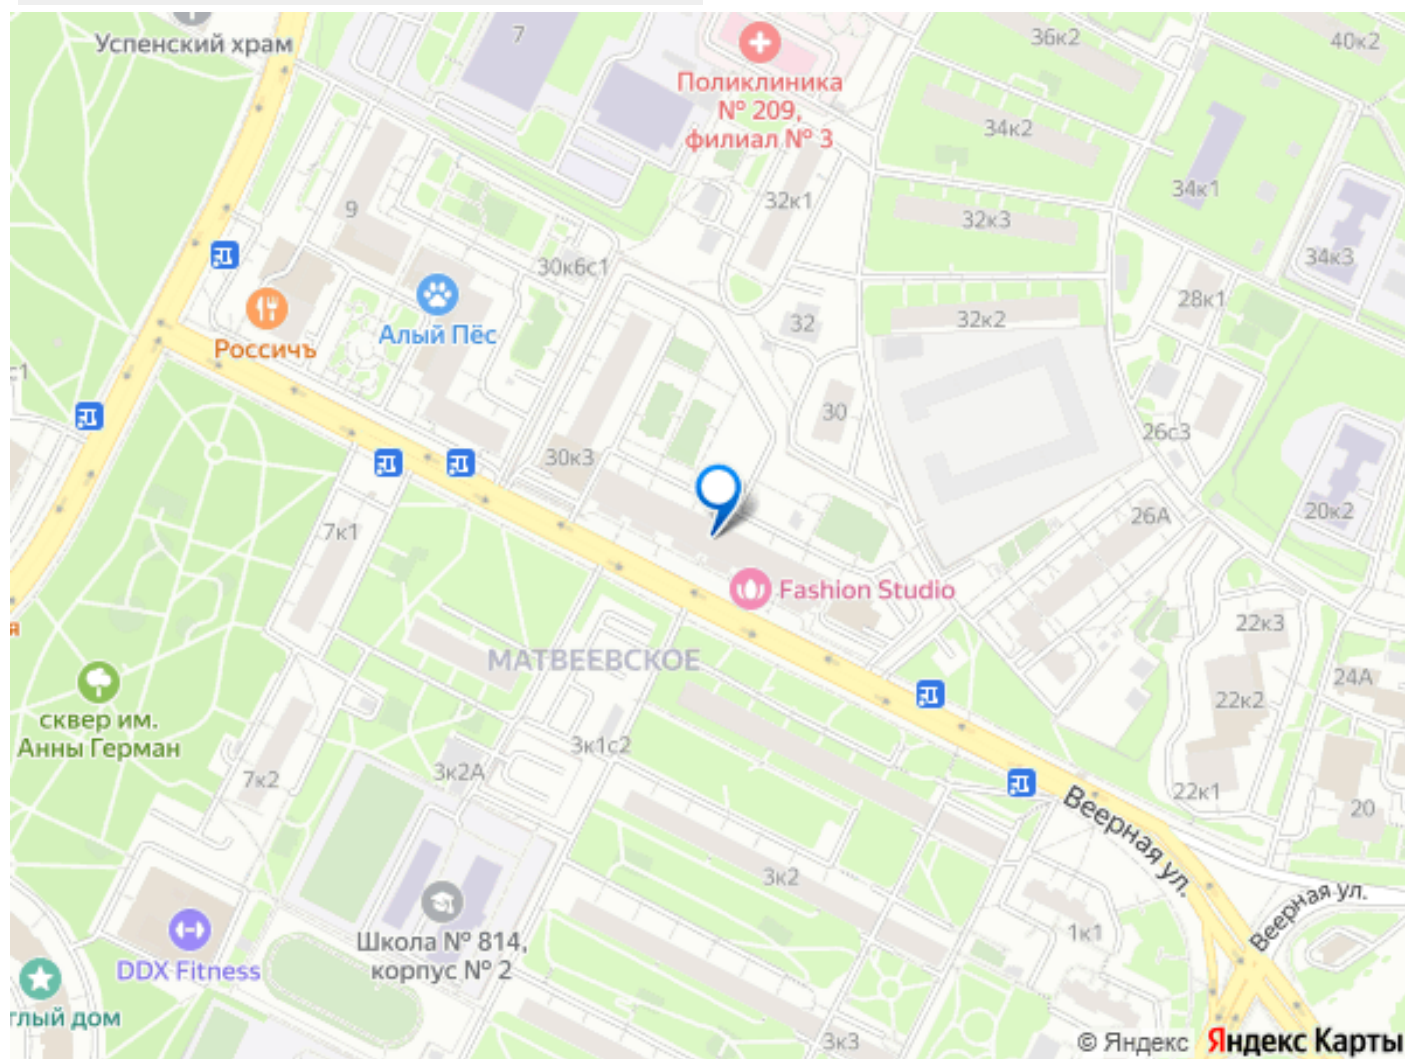 Успенский храм
7
Поликлиника
№ 209,
филиал № 3
36к2
40к2
34к2
34к1
32к1
32к3
34к3
9
30к6с1
28к1
Алый Пёс
Россичъ
32
32к2
с1
30
26с3
30к3
20к2
26А
7к1
Fashion Studio
я
22к3
МАТВЕЕВСКОЕ
24А
22к2
сквер им.
Анны Герман
3к1с2
7к2
3к2А
22к1
20
Веерная ул.
3к2
Веерная ул.
1к1
Школа № 814,
корпус № 2
DDX Fitness
глый дом
3к3
© Яндекс Яндекс Карты